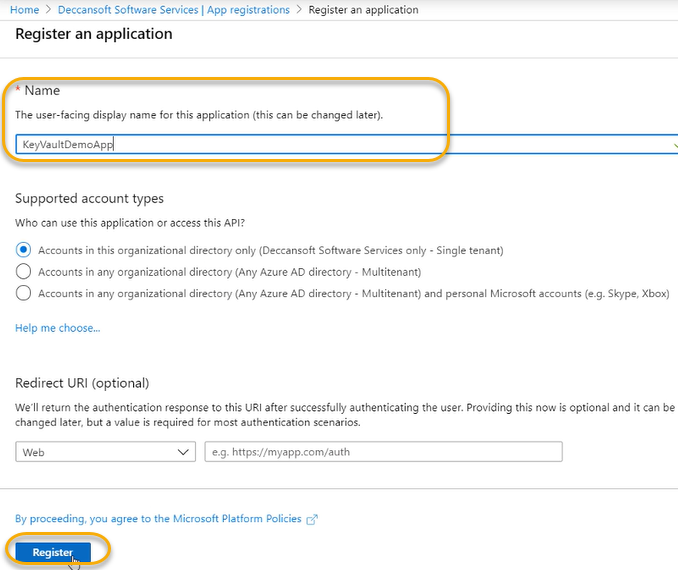 Home > Deccansoft Software Services | App registrations > Register an application
Register an application
* Name
The user-facing display name for this application (this can be changed later).
KeyVaultDemoApp
Supported account types
Who can use this application or access this API?
Accounts in this organizational directory only (Deccansoft Software Services only - Single tenant)
Accounts in any organizational directory (Any Azure AD directory - Multitenant)
Accounts in any organizational directory (Any Azure AD directory - Multitenant) and personal Microsoft accounts (e.g. Skype, Xbox)
Help me choose...
Redirect URI (optional)
We'll return the authentication response to this URI after successfully authenticating the user. Providing this now is optional and it can be
changed later, but a value is required for most authentication scenarios.
Web
e.g. https://myapp.com/auth
By proceeding, you agree to the Microsoft Platform Policies
Register